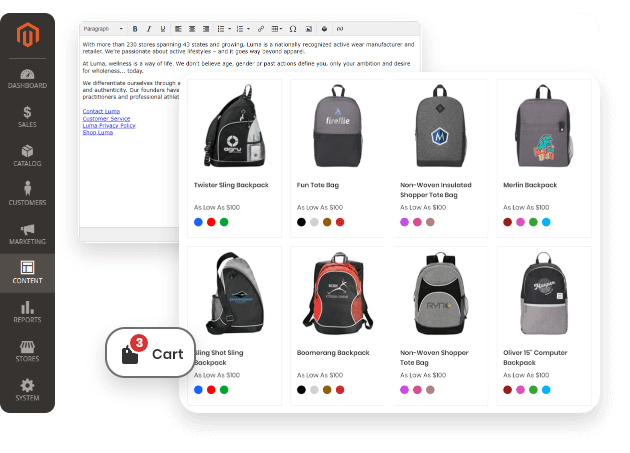 DASHBOARD
SALES
CATALOG
CUSTOMERS
MARKETING
CONTENT
REPORTS
STORES
SYSTEM
Paragraph
With more than 230 stores spanning 43 states and growing, Luma is a nationally recognized active wear manufacturer and
retailer. We're passionate about active lifestyles – and it goes way beyond apparel.
At Luma, wellness is a way of life. We don't believe age, gender or past actions define you, only your ambition and desire
for wholeness... today.
We differentiate ourselves through a
and authenticity. Our founders have
practitioners and professional athlet
Contact Luma
Customer Service
Luma Privacy Policy
Shop Luma
agru
fireflie
M
Twister Sling Backpack
As Low As $100
Fun Tote Bag
As Low As $100
Non-Woven Insulated
Shopper Tote Bag
As Low As $100
Merlin Backpack
As Low As $100
Sling Shot Sling
Backpack
As Low As $100
Boomerang Backpack
As Low As $100
RYNO
Non-Woven Shopper
Tote Bag
As Low As $100
Harper
Oliver 15" Computer
Backpack
As Low As $100
3
Cart